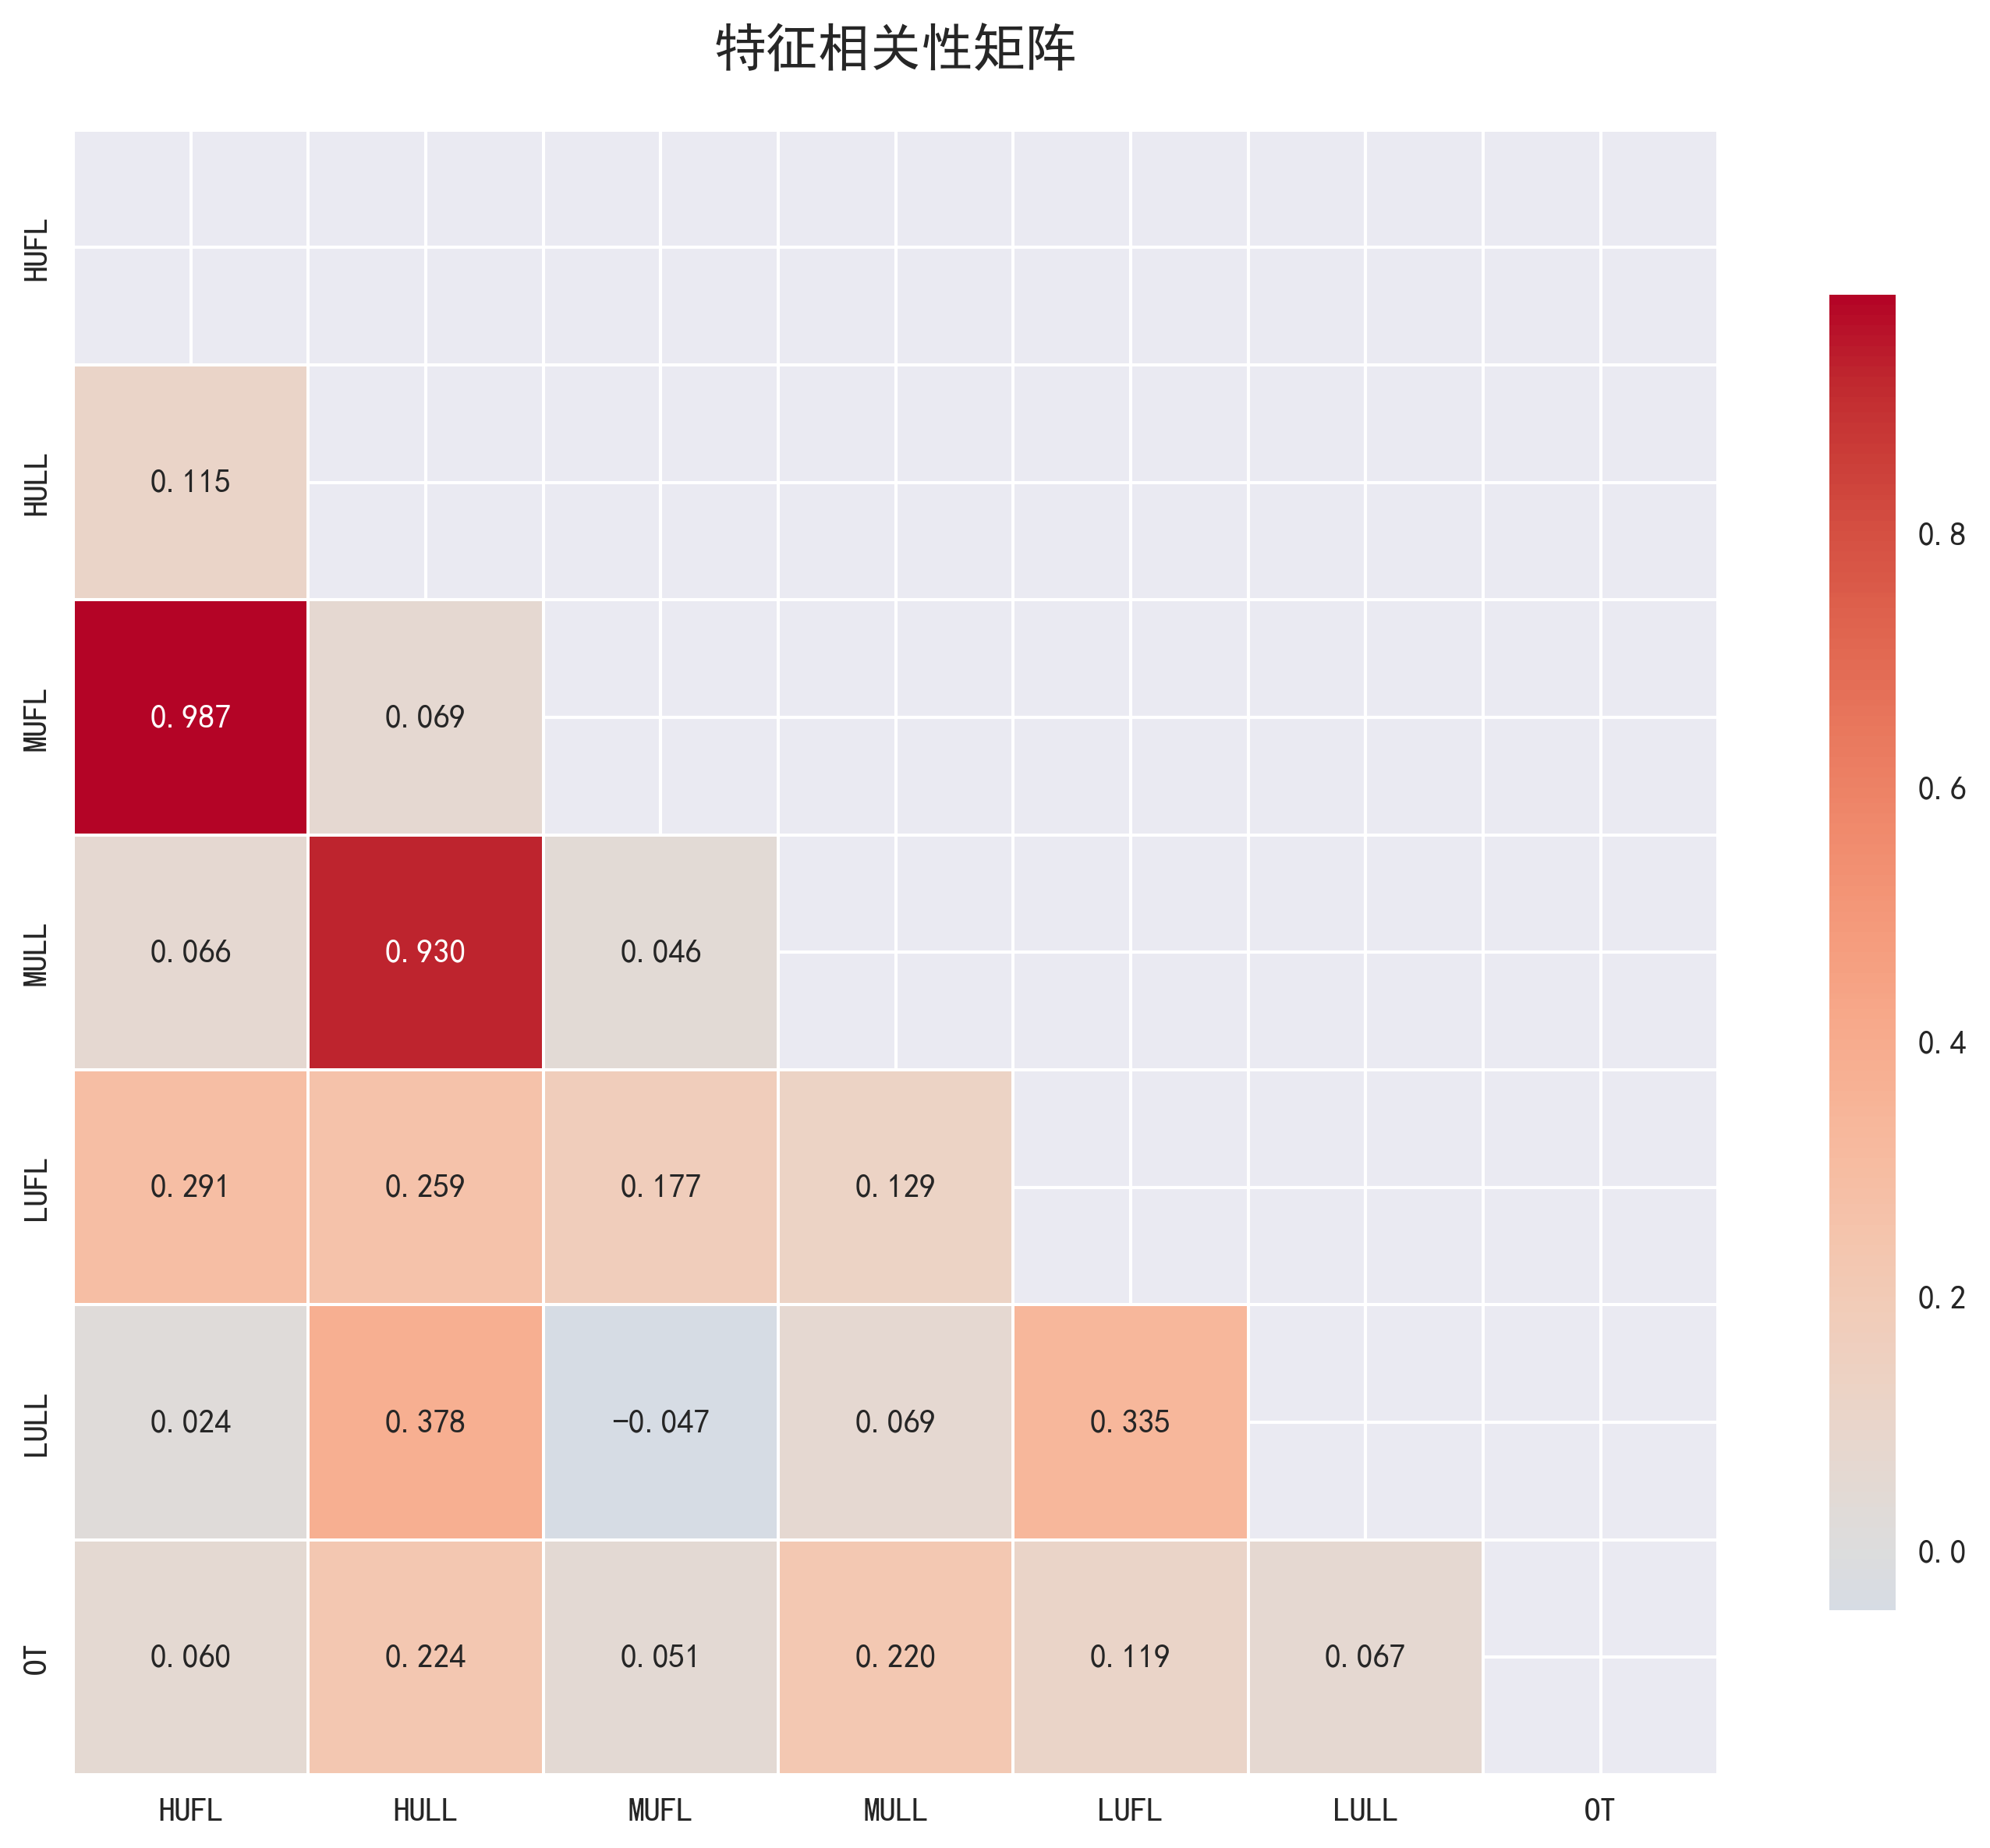 特征相关性矩阵
HUFL
HULL
0.115
MUFL
0.987 0.069
MULL
0.066 0.930 0.046
LUFL
0.291 0.259 0.177 0.129
LULL
0.024 0.378 -0.047 0.069 0.335
OT
0.060 0.224 0.051 0.220 0.119 0.067
HUFL HULL MUFL MULL LUFL LULL OT
0.8
0.6
0.4
0.2
0.0